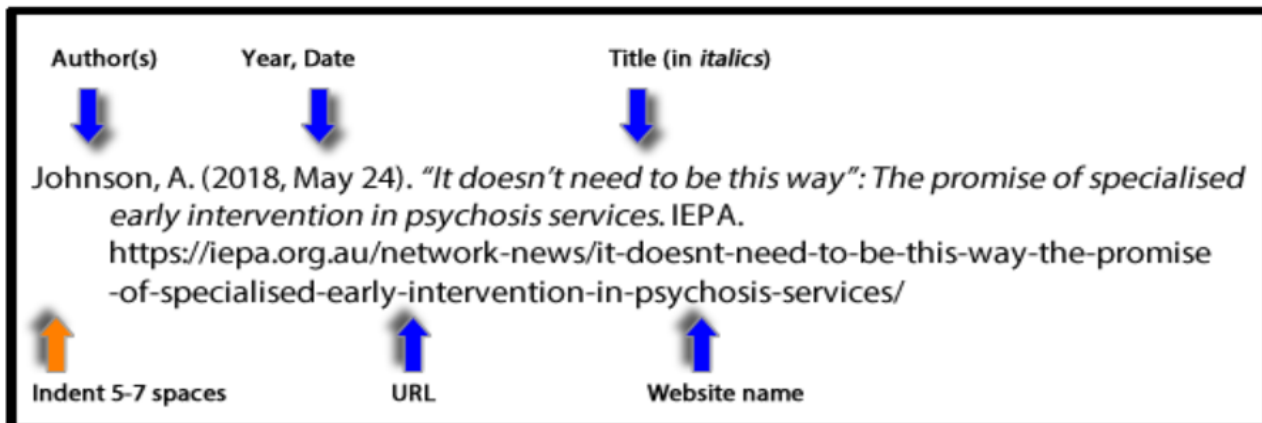 Author(s) Year, Date Title (in italics)
Johnson, A. (2018, May 24). “It doesn’t need to be this way”: The promise of specialised
early intervention in psychosis services. IEPA.
https://iepa.org.au/network-news/it-doesnt-need-to-be-this-way-the-promise
-of-specialised-early-intervention-in-psychosis-services/
Indent 5-7 spaces URL Website name